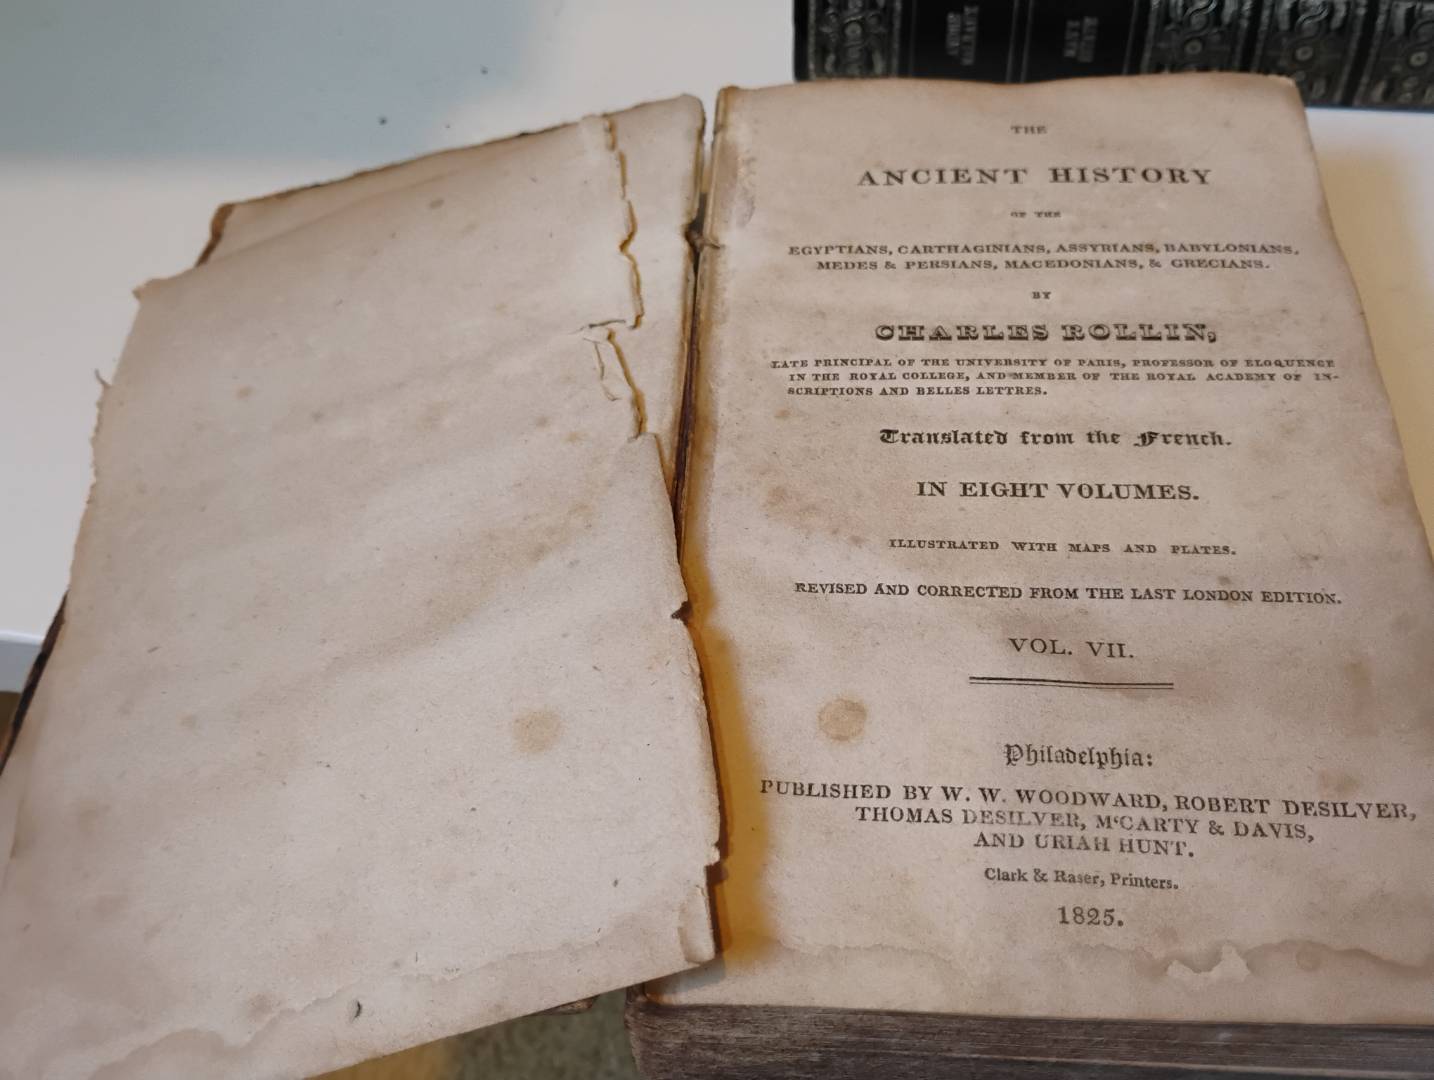 THE
ANCIENT HISTORY
OF THE
EGYPTIANS, CARTHAGINIANS, ASSYRIANS, BABYLONIANS,
MEDES & PERSIANS, MACEDONIANS, & GRECIANS.
BY
CHARLES ROLLIN,
LATE PRINCIPAL OF THE UNIVERSITY OF PARIS, PROFESSOR OF ELOQUENCE
IN THE ROYAL COLLEGE, AND MEMBER OF THE ROYAL ACADEMY OF IN-
SCRIPTIONS AND BELLES LETTRES.
Translated from the French.
IN EIGHT VOLUMES.
ILLUSTRATED WITH MAPS AND PLATES.
REVISED AND CORRECTED FROM THE LAST LONDON EDITION.
VOL. VII.
Philadelphia:
PUBLISHED BY W. W. WOODWARD, ROBERT DESILVER,
THOMAS DESILVER, M‘CARTY & DAVIS,
AND URIAH HUNT.
Clark & Raser, Printers.
1825.